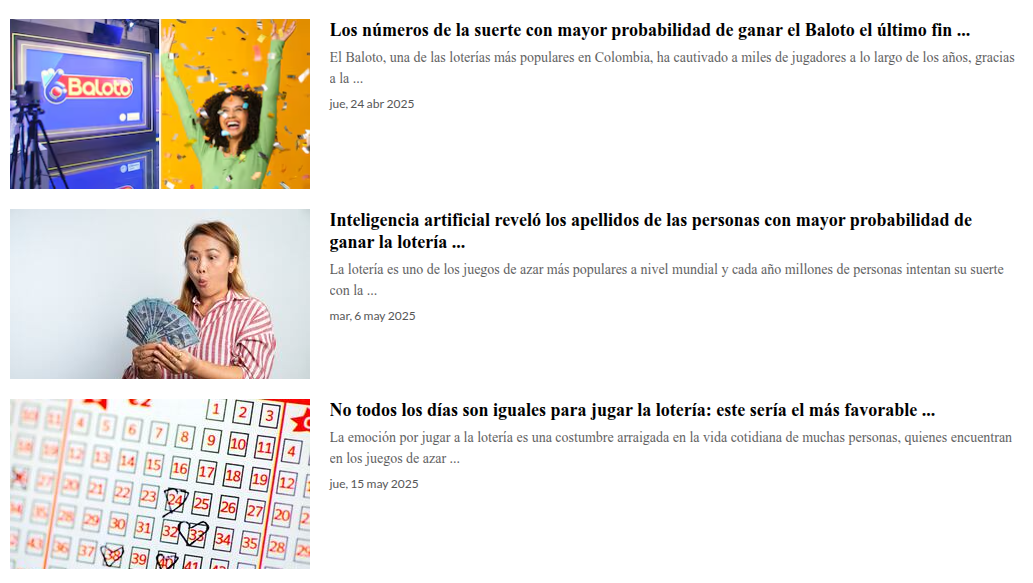 Baloto
Los números de la suerte con mayor probabilidad de ganar el Baloto el último fin ...
El Baloto, una de las loterías más populares en Colombia, ha cautivado a miles de jugadores a lo largo de los años, gracias
a la ...
jue, 24 abr 2025
Inteligencia artificial reveló los apellidos de las personas con mayor probabilidad de
ganar la lotería ...
La lotería es uno de los juegos de azar más populares a nivel mundial y cada año millones de personas intentan su suerte
con la ...
mar, 6 may 2025
No todos los días son iguales para jugar la lotería: este sería el más favorable ...
La emoción por jugar a la lotería es una costumbre arraigada en la vida cotidiana de muchas personas, quienes encuentran
en los juegos de azar ...
jue, 15 may 2025
1 2 3
4 5 6 7 8 9 10 11 4
12 13 14 15 16 17 18 19 12
20 21 22 23 24 25 26 27 20
28 29 30 31 32 33 34 35 28
36 37 38 39 40 41